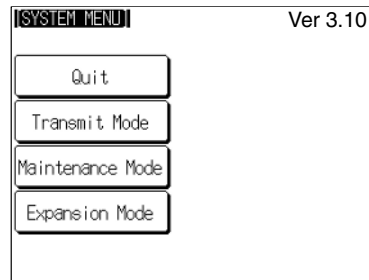 [SYSTEM MENU] Ver 3.10
Quit
Transmit Mode
Maintenance Mode
Expansion Mode